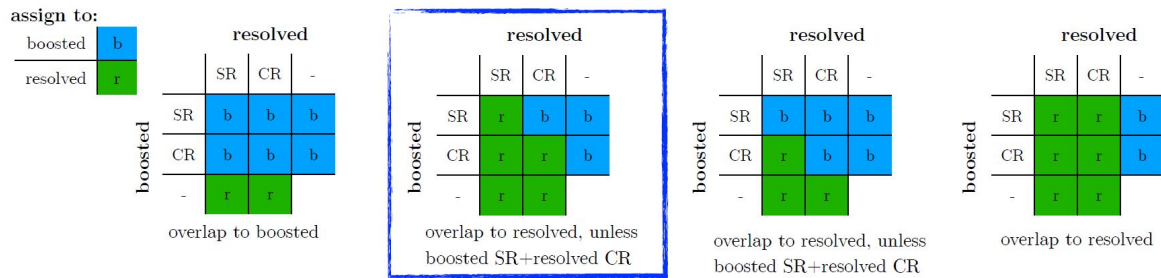 assign to:
boosted b
resolved r
resolved
SR CR -
boosted
SR b b b
CR b b b
- r r
overlap to boosted
resolved
SR CR -
boosted
SR r b b
CR r r b
- r r
overlap to resolved, unless
boosted SR+resolved CR
resolved
SR CR -
boosted
SR b b b
CR r b b
- r r
overlap to resolved, unless
boosted SR+resolved CR
resolved
SR CR -
boosted
SR r r b
CR r r b
- r r
overlap to resolved